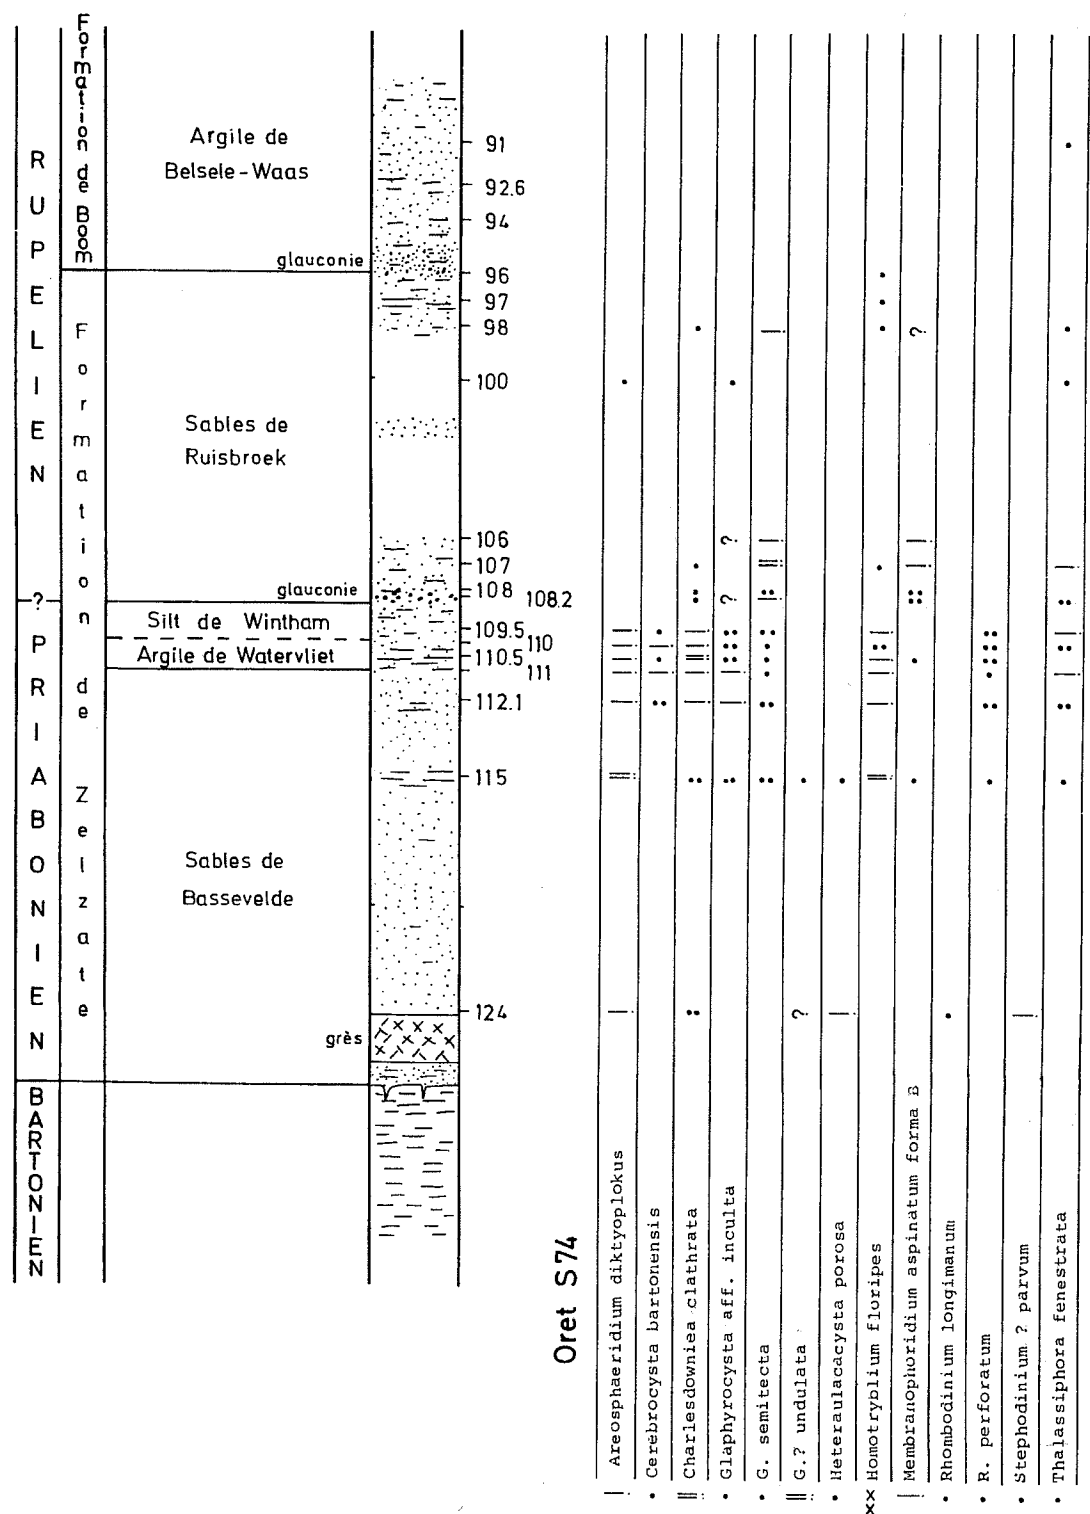 RUPELIEN
?
PRIABONIEN
BARTONIEN
Formation de Boom
Formation de Zelzate
Argile de
Belsele-Waas
glauconie
Sables de
Ruisbroek
glauconie
Silt de Wintham
Argile de Watervliet
Sables de
Bassevelde
grès
91
92.6
94
96
97
98
100
106
107
108
108.2
109.5
110
110.5
111
112.1
115
124
?
?
?
?
Oret S74
Areosphaeridium diktyoplokus
Cerebrocysta bartonensis
Charlesdowniea clathrata
Glaphyrocysta aff. inculta
G. semitecta
G.? undulata
Heteraulacacysta porosa
Homotryblium floripes
Membranophoridium aspinatum forma B
Rhombodinium longimanum
R. perforatum
Stephodinium ? parvum
Thalassiphora fenestrata
xx